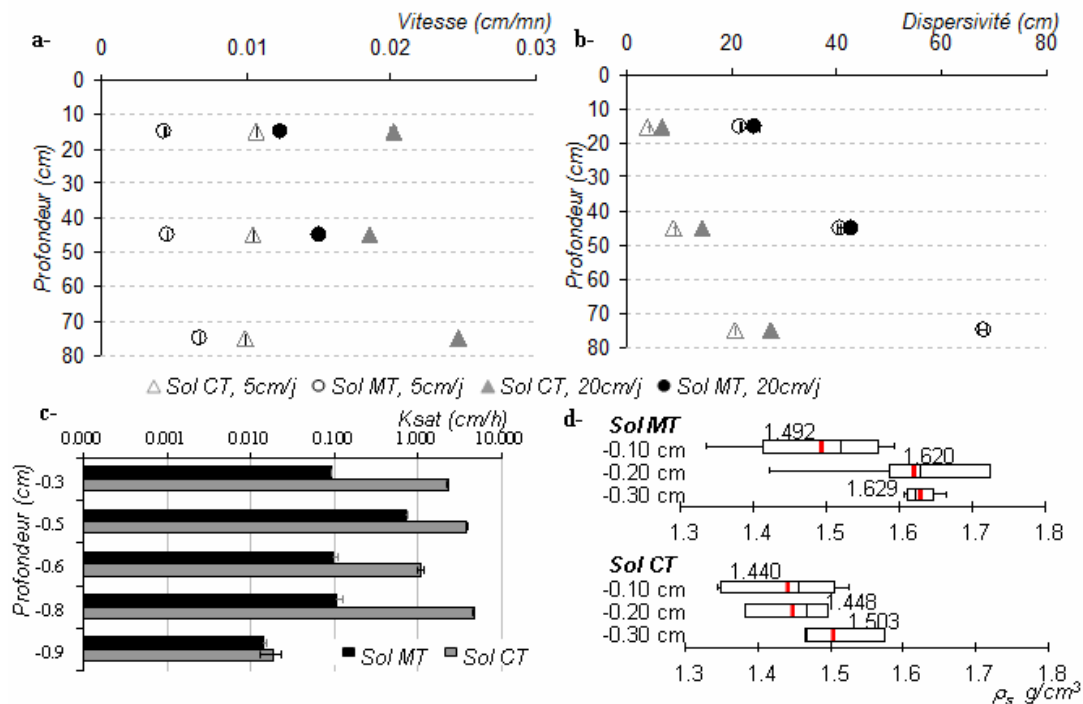 a-
Vitesse (cm/mn)
0 0.01 0.02 0.03
Profondeur (cm)
0
10
20
30
40
50
60
70
80
b-
Dispersivité (cm)
0 20 40 60 80
Profondeur (cm)
0
10
20
30
40
50
60
70
80
Sol CT, 5cm/j Sol MT, 5cm/j Sol CT, 20cm/j Sol MT, 20cm/j
c-
Ksat (cm/h)
0.000 0.010 0.100 1.000 10.000
Profondeur (cm)
-0.3
-0.5
-0.6
-0.8
-0.9
Sol MT Sol CT
d-
Sol MT
-0.10 cm 1.492
-0.20 cm 1.620
-0.30 cm 1.629
1.3 1.4 1.5 1.6 1.7 1.8
Sol CT
-0.10 cm 1.440
-0.20 cm 1.448
-0.30 cm 1.503
1.3 1.4 1.5 1.6 1.7 1.8
ρs g/cm³